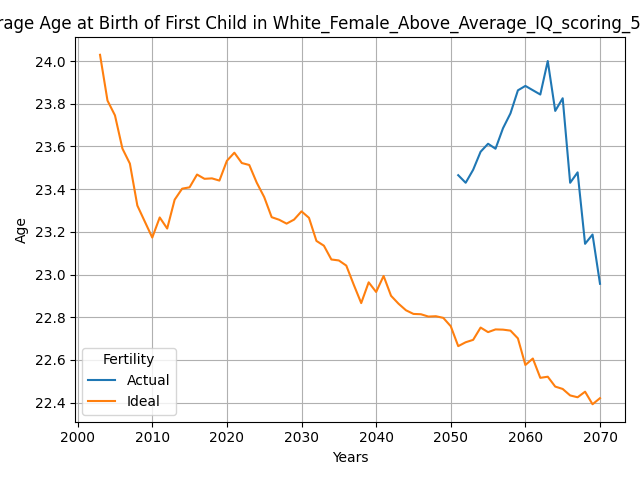 Average Age at Birth of First Child in White_Female_Above_Average_IQ_scoring_5
24.0
23.8
23.6
23.4
23.2
23.0
22.8
22.6
22.4
Age
Fertility
Actual
Ideal
2000 2010 2020 2030 2040 2050 2060 2070
Years